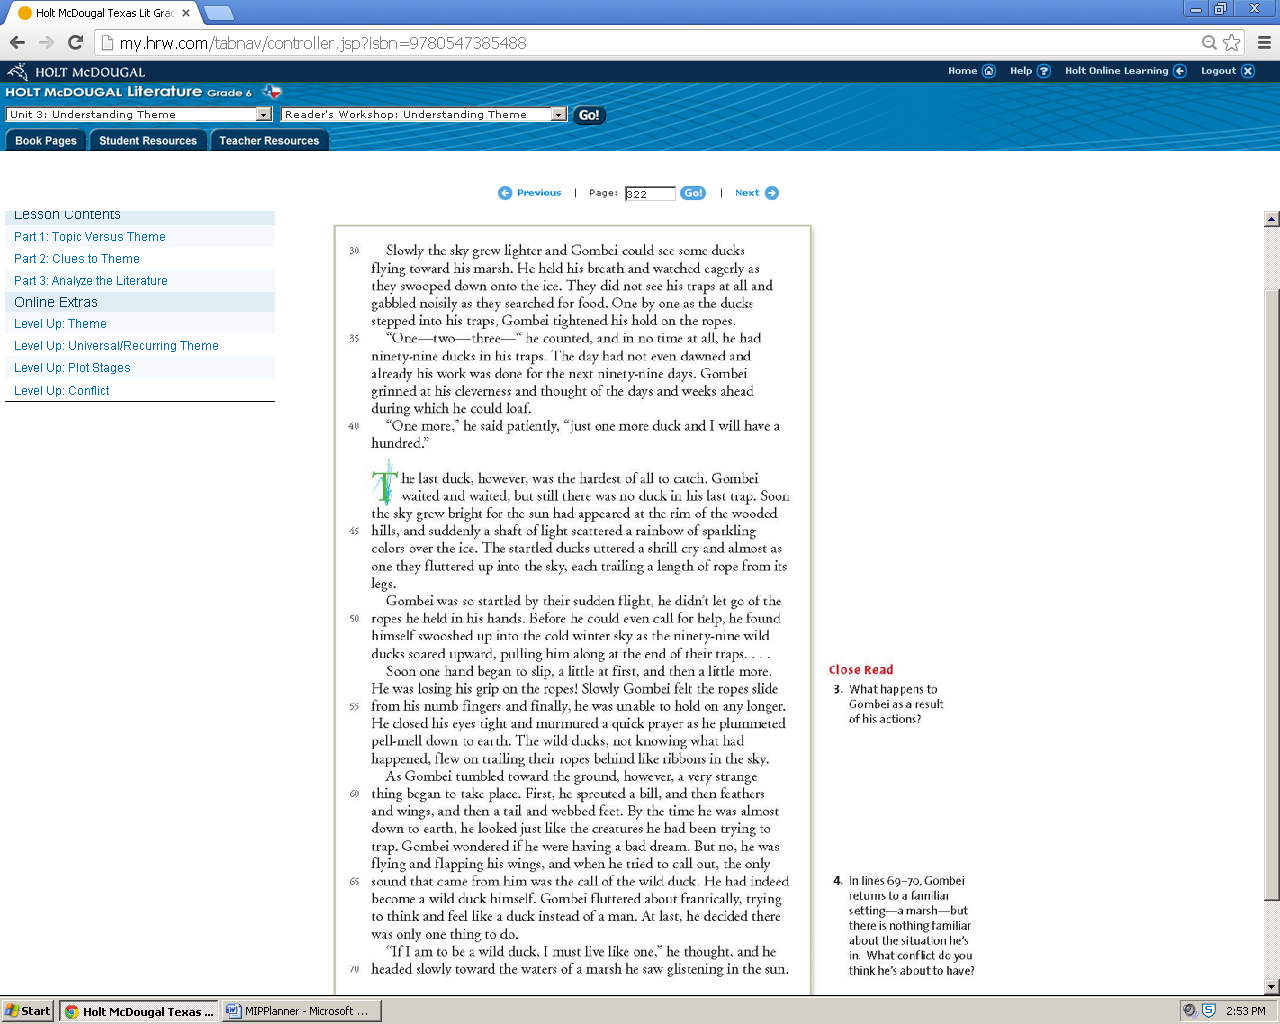 Holt McDougal Texas Lit Grad
my.hrw.com/tabnav/controller.jsp?isbn=9780547385488
HOLT McDOUGAL
Home
Help
Holt Online Learning
Logout
HOLT McDOUGAL Literature Grade 6
Unit 3: Understanding Theme
Reader's Workshop: Understanding Theme
Go!
Book Pages
Student Resources
Teacher Resources
Previous | Page: 322 Go! | Next
Lesson Contents
Part 1: Topic Versus Theme
Part 2: Clues to Theme
Part 3: Analyze the Literature
Online Extras
Level Up: Theme
Level Up: Universal/Recurring Theme
Level Up: Plot Stages
Level Up: Conflict
30 Slowly the sky grew lighter and Gombei could see some ducks
flying toward his marsh. He held his breath and watched eagerly as
they swooped down onto the ice. They did not see his traps at all and
gabbled noisily as they searched for food. One by one as the ducks
stepped into his traps, Gombei tightened his hold on the ropes.
35 “One—two—three—“ he counted, and in no time at all, he had
ninety-nine ducks in his traps. The day had not even dawned and
already his work was done for the next ninety-nine days. Gombei
grinned at his cleverness and thought of the days and weeks ahead
during which he could loaf.
40 “One more,” he said patiently, “just one more duck and I will have a
hundred.”
The last duck, however, was the hardest of all to catch. Gombei
waited and waited, but still there was no duck in his last trap. Soon
the sky grew bright for the sun had appeared at the rim of the wooded
45 hills, and suddenly a shaft of light scattered a rainbow of sparkling
colors over the ice. The startled ducks uttered a shrill cry and almost as
one they fluttered up into the sky, each trailing a length of rope from its
legs.
Gombei was so startled by their sudden flight, he didn’t let go of the
50 ropes he held in his hands. Before he could even call for help, he found
himself swooshed up into the cold winter sky as the ninety-nine wild
ducks soared upward, pulling him along at the end of their traps. . . .
Soon one hand began to slip, a little at first, and then a little more.
He was losing his grip on the ropes! Slowly Gombei felt the ropes slide
55 from his numb fingers and finally, he was unable to hold on any longer.
He closed his eyes tight and murmured a quick prayer as he plummeted
pell-mell down to earth. The wild ducks, not knowing what had
happened, flew on trailing their ropes behind like ribbons in the sky.
As Gombei tumbled toward the ground, however, a very strange
60 thing began to take place. First, he sprouted a bill, and then feathers
and wings, and then a tail and webbed feet. By the time he was almost
down to earth, he looked just like the creatures he had been trying to
trap. Gombei wondered if he were having a bad dream. But no, he was
flying and flapping his wings, and when he tried to call out, the only
65 sound that came from him was the call of the wild duck. He had indeed
become a wild duck himself. Gombei fluttered about frantically, trying
to think and feel like a duck instead of a man. At last, he decided there
was only one thing to do.
“If I am to be a wild duck, I must live like one,” he thought, and he
70 headed slowly toward the waters of a marsh he saw glistening in the sun.
Close Read
3. What happens to
Gombei as a result
of his actions?
4. In lines 69–70, Gombei
returns to a familiar
setting—a marsh—but
there is nothing familiar
about the situation he’s
in. What conflict do you
think he’s about to have?
Start
Holt McDougal Texas ...
MIPPlanner - Microsoft ...
2:53 PM